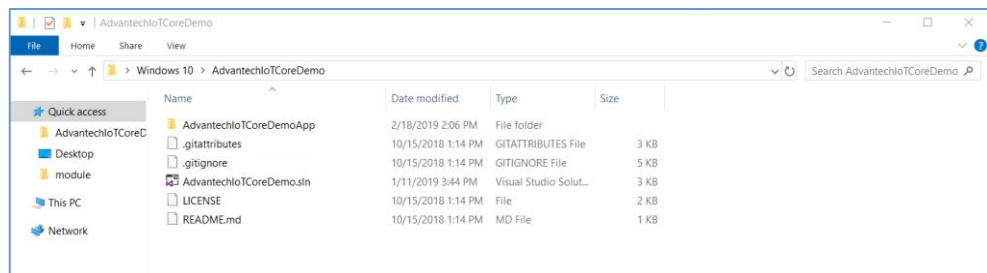 AdvantechIoTCoreDemo
File Home Share View
Windows 10 > AdvantechIoTCoreDemo Search AdvantechIoTCoreDemo
Name Date modified Type Size
Quick access
AdvantechIoTCoreD
Desktop
module
This PC
Network
AdvantechIoTCoreDemoApp 2/18/2019 2:06 PM File folder
.gitattributes 10/15/2018 1:14 PM GITATTRIBUTES File 3 KB
.gitignore 10/15/2018 1:14 PM GITIGNORE File 5 KB
AdvantechIoTCoreDemo.sln 1/11/2019 3:44 PM Visual Studio Solut... 3 KB
LICENSE 10/15/2018 1:14 PM File 2 KB
README.md 10/15/2018 1:14 PM MD File 1 KB